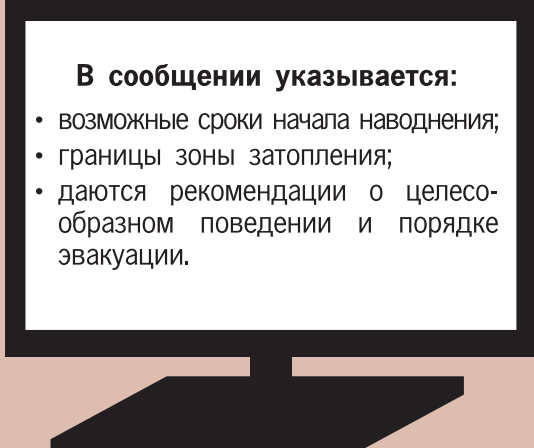 В сообщении указывается:
• возможные сроки начала наводнения;
• границы зоны затопления;
• даются рекомендации о целесо-
образном поведении и порядке
эвакуации.